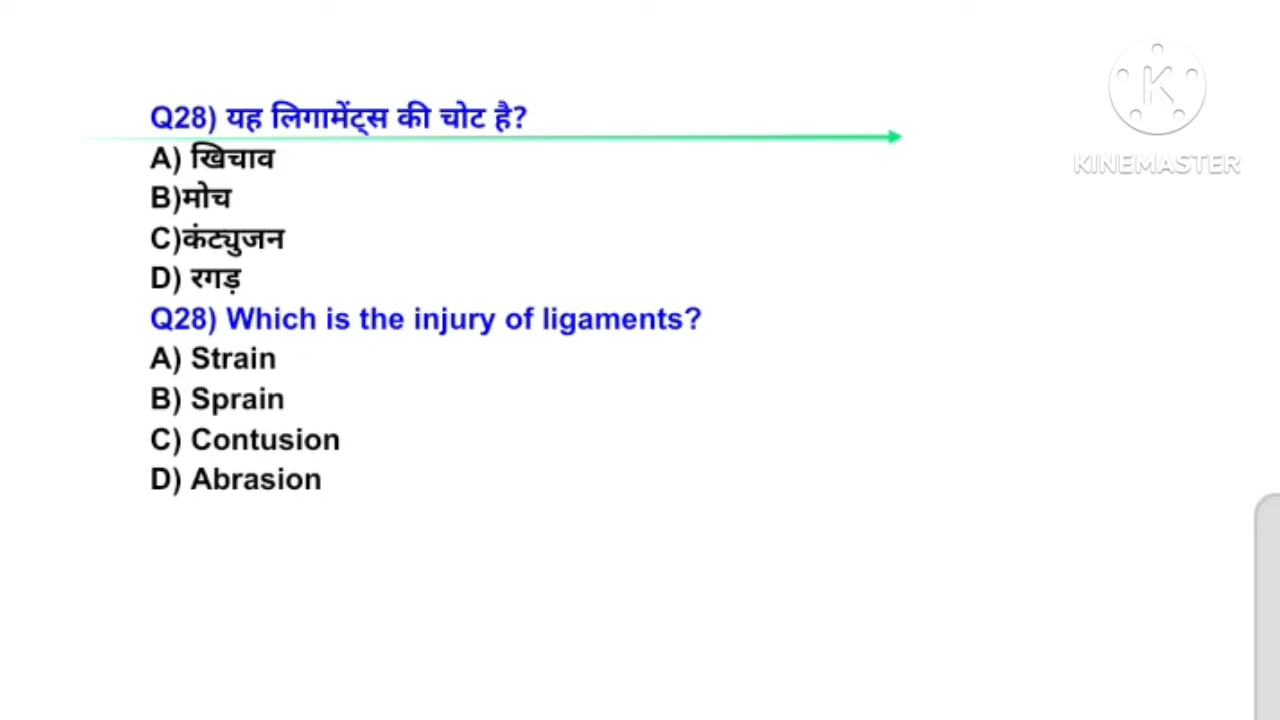 Q28) यह लिगामेंट्स की चोट है?
A) खिचाव
B)मोच
C)कंट्युजन
D) रगड़
Q28) Which is the injury of ligaments?
A) Strain
B) Sprain
C) Contusion
D) Abrasion
K
KINEMASTER